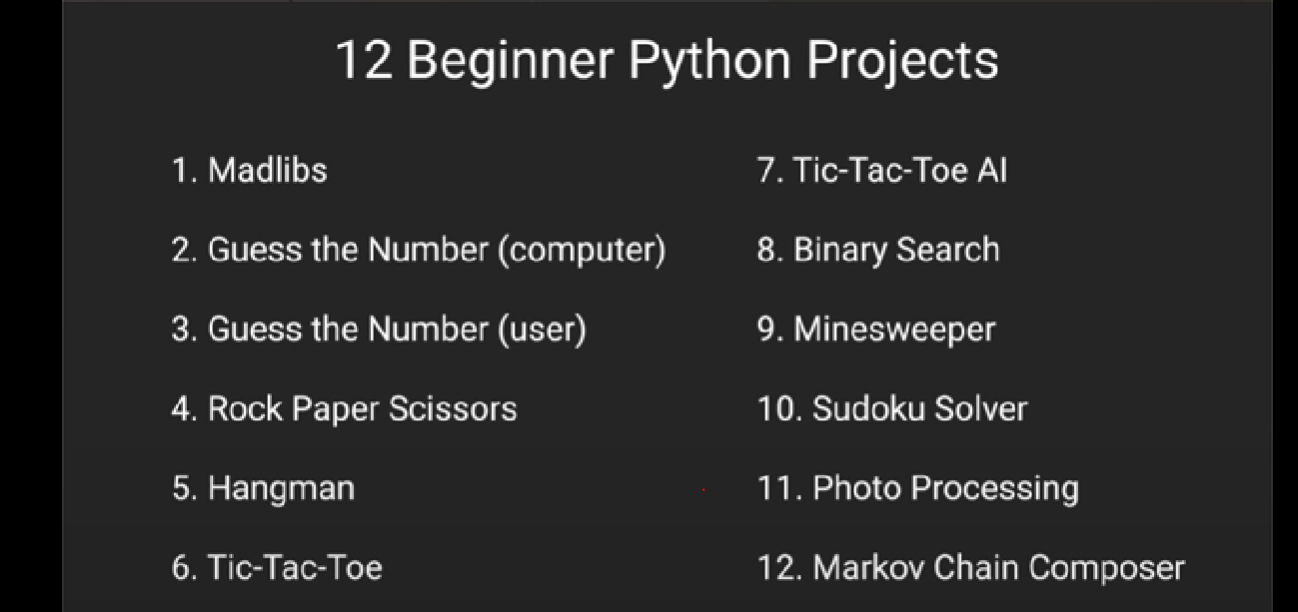 12 Beginner Python Projects
1. Madlibs
2. Guess the Number (computer)
3. Guess the Number (user)
4. Rock Paper Scissors
5. Hangman
6. Tic-Tac-Toe
7. Tic-Tac-Toe AI
8. Binary Search
9. Minesweeper
10. Sudoku Solver
11. Photo Processing
12. Markov Chain Composer